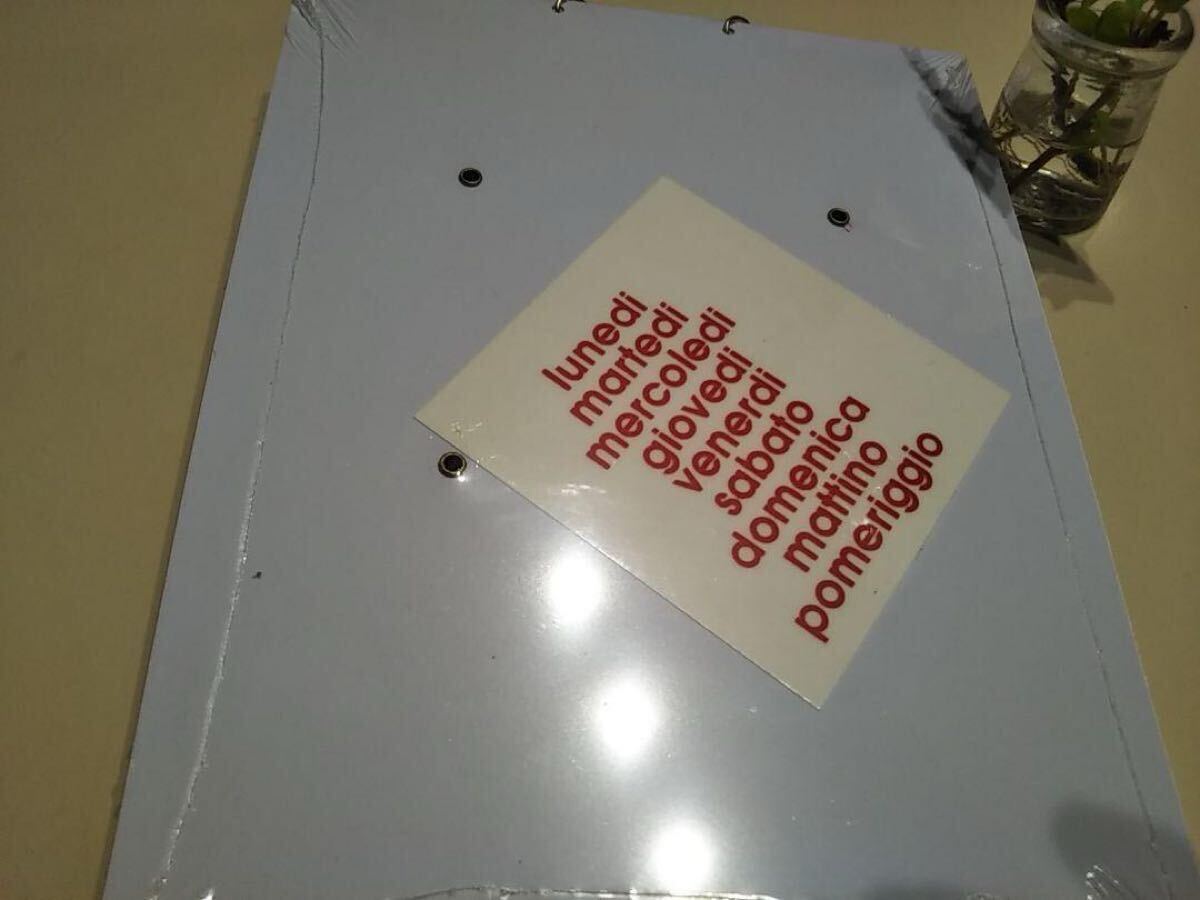 lunedi
martedi
mercoledi
giovedi
venerdi
sabato
domenica
mattino
pomeriggio